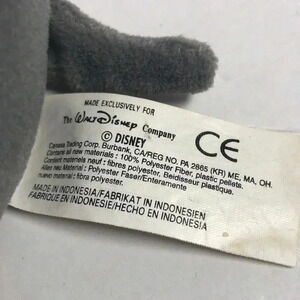 MADE EXCLUSIVELY FOR
The WALT DISNEY Company
© DISNEY
CE
Canasa Trading Corp. Burbank, CA/REG NO. PA 2865 (KR) ME, MA, OH.
Contains all new materials: 100% Polyester Fiber, plastic pellets.
Contient materiels neuf: fibres polyester, Beidisseur plastique.
Alles neu Material: Polyester Faser/Enteramente
nuevo material: fibra polyester.
MADE IN INDONESIA/FABRIKAT IN INDONESIEN
FABRIQUE EN INDONESIE/HECHO EN INDONESIA